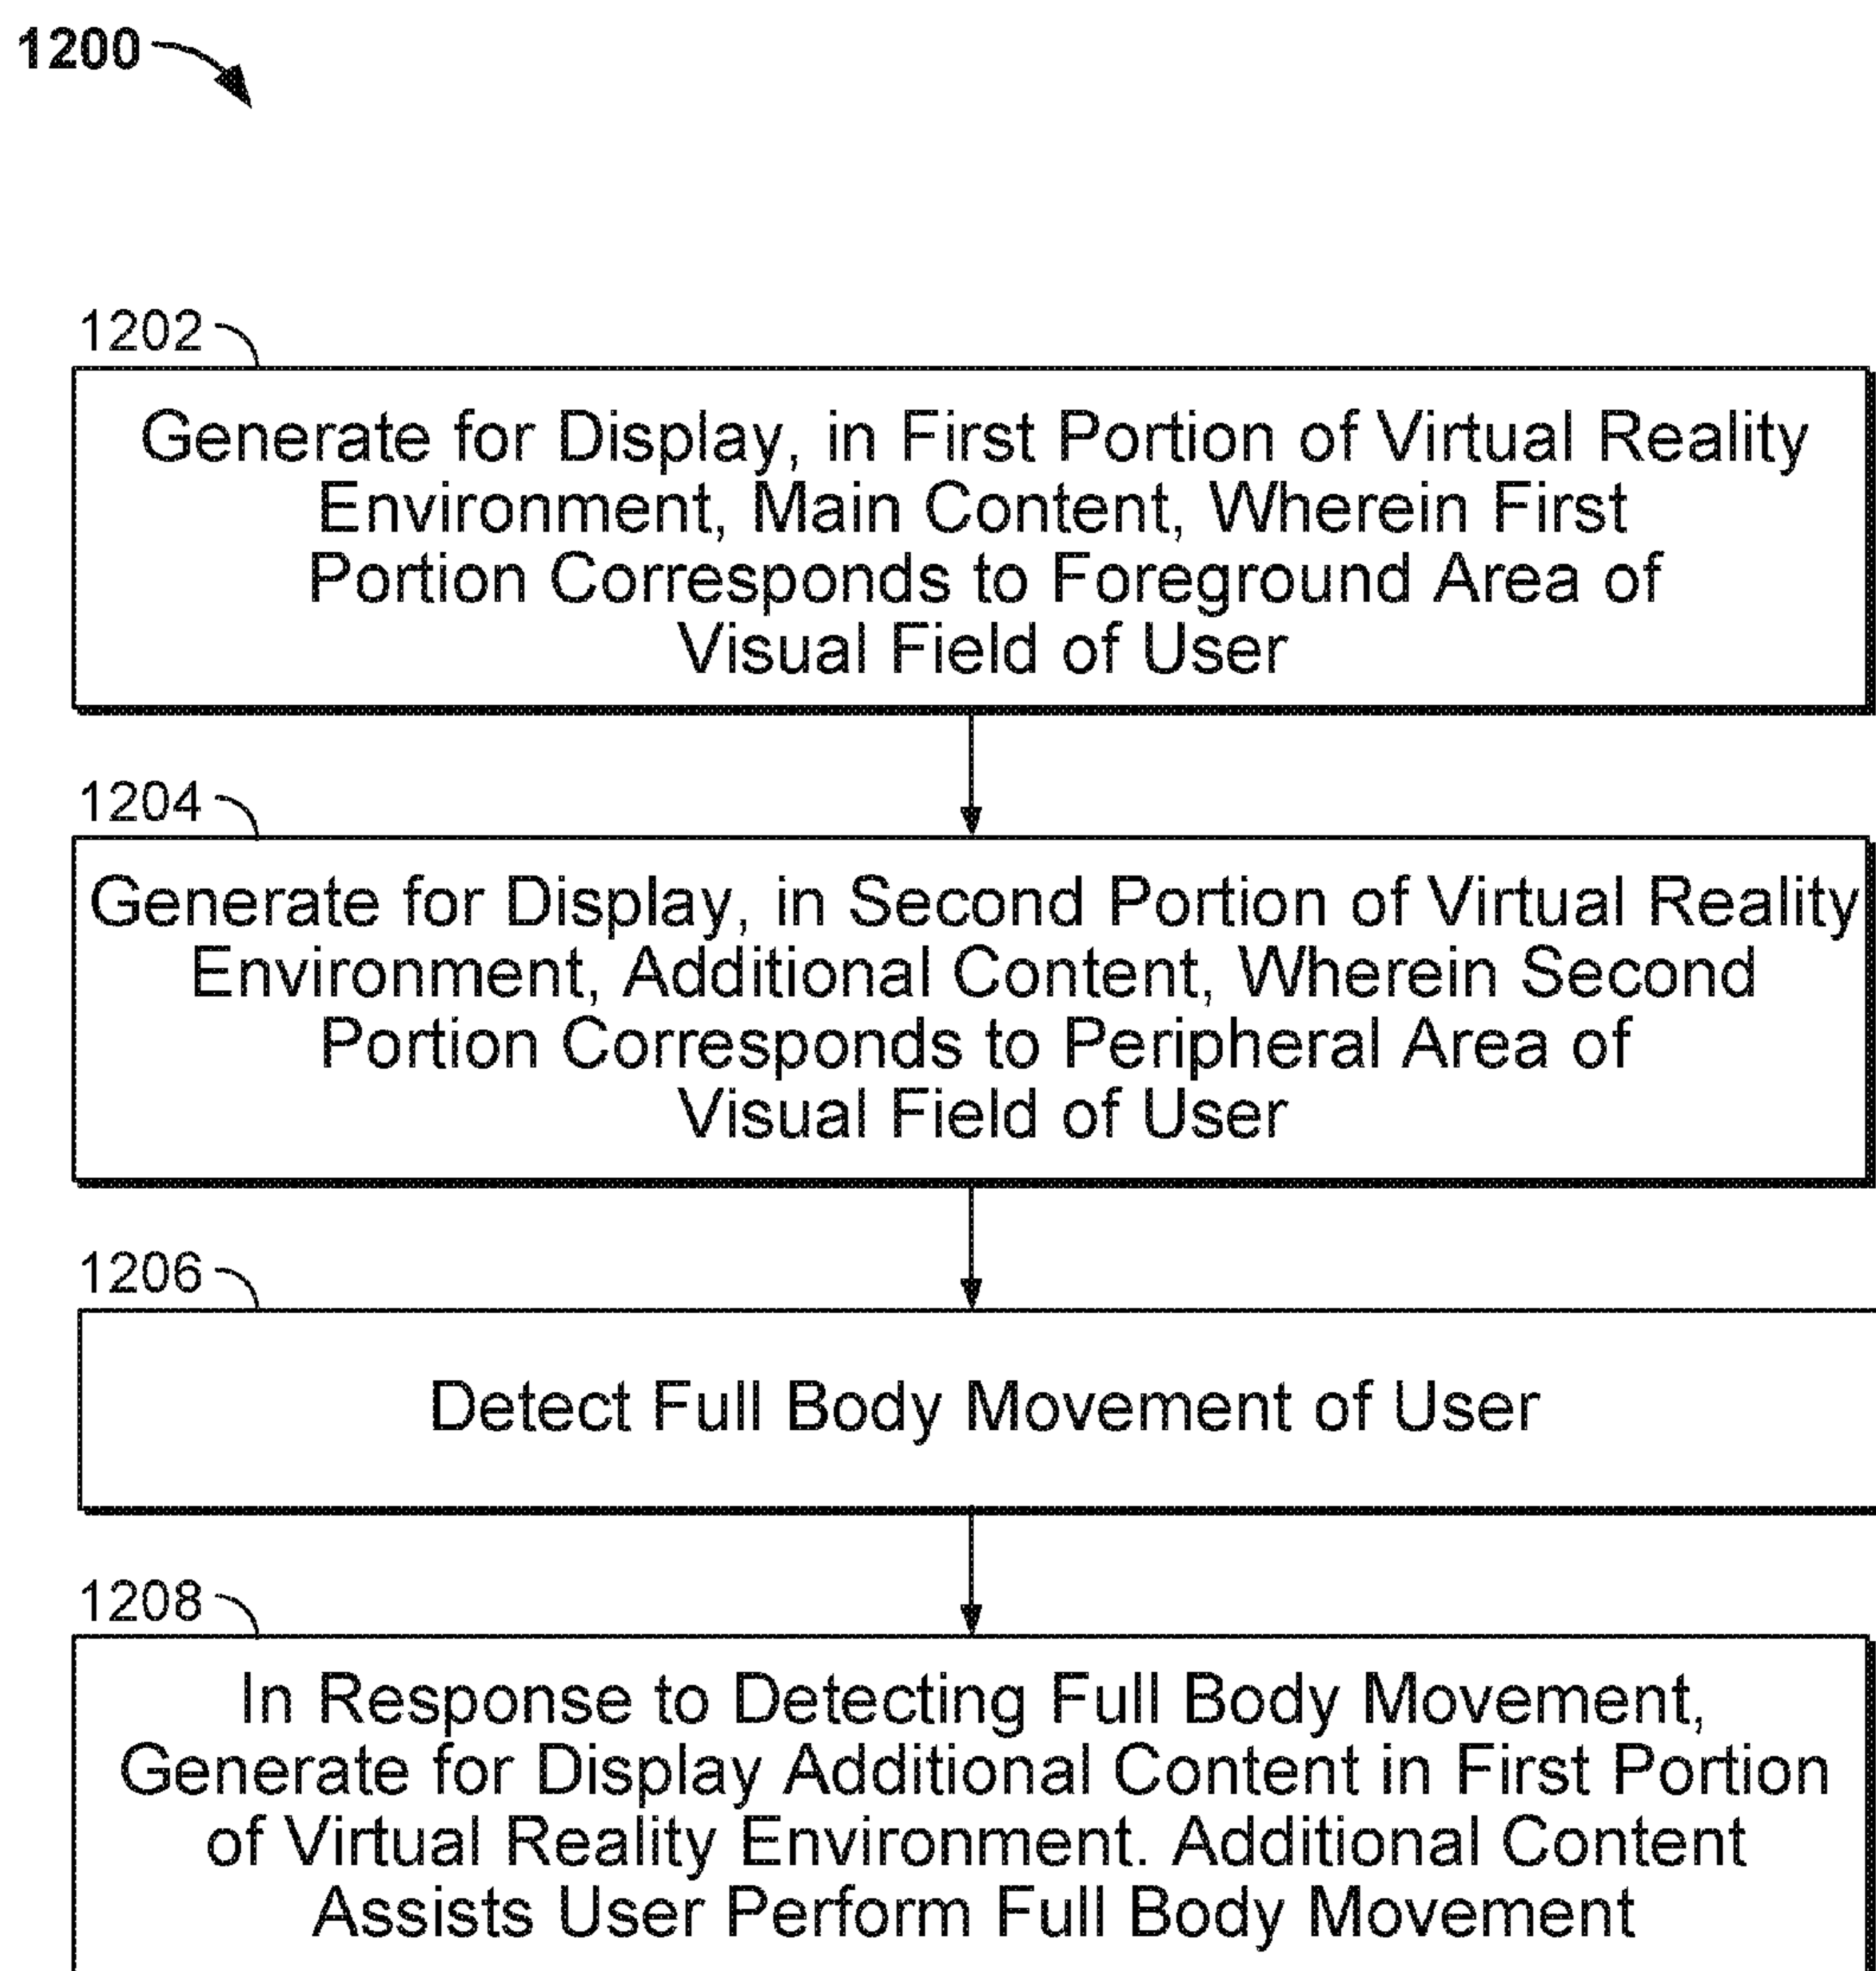 1200
1202
Generate for Display, in First Portion of Virtual Reality
Environment, Main Content, Wherein First
Portion Corresponds to Foreground Area of
Visual Field of User
1204
Generate for Display, in Second Portion of Virtual Reality
Environment, Additional Content, Wherein Second
Portion Corresponds to Peripheral Area of
Visual Field of User
1206
Detect Full Body Movement of User
1208
In Response to Detecting Full Body Movement,
Generate for Display Additional Content in First Portion
of Virtual Reality Environment. Additional Content
Assists User Perform Full Body Movement